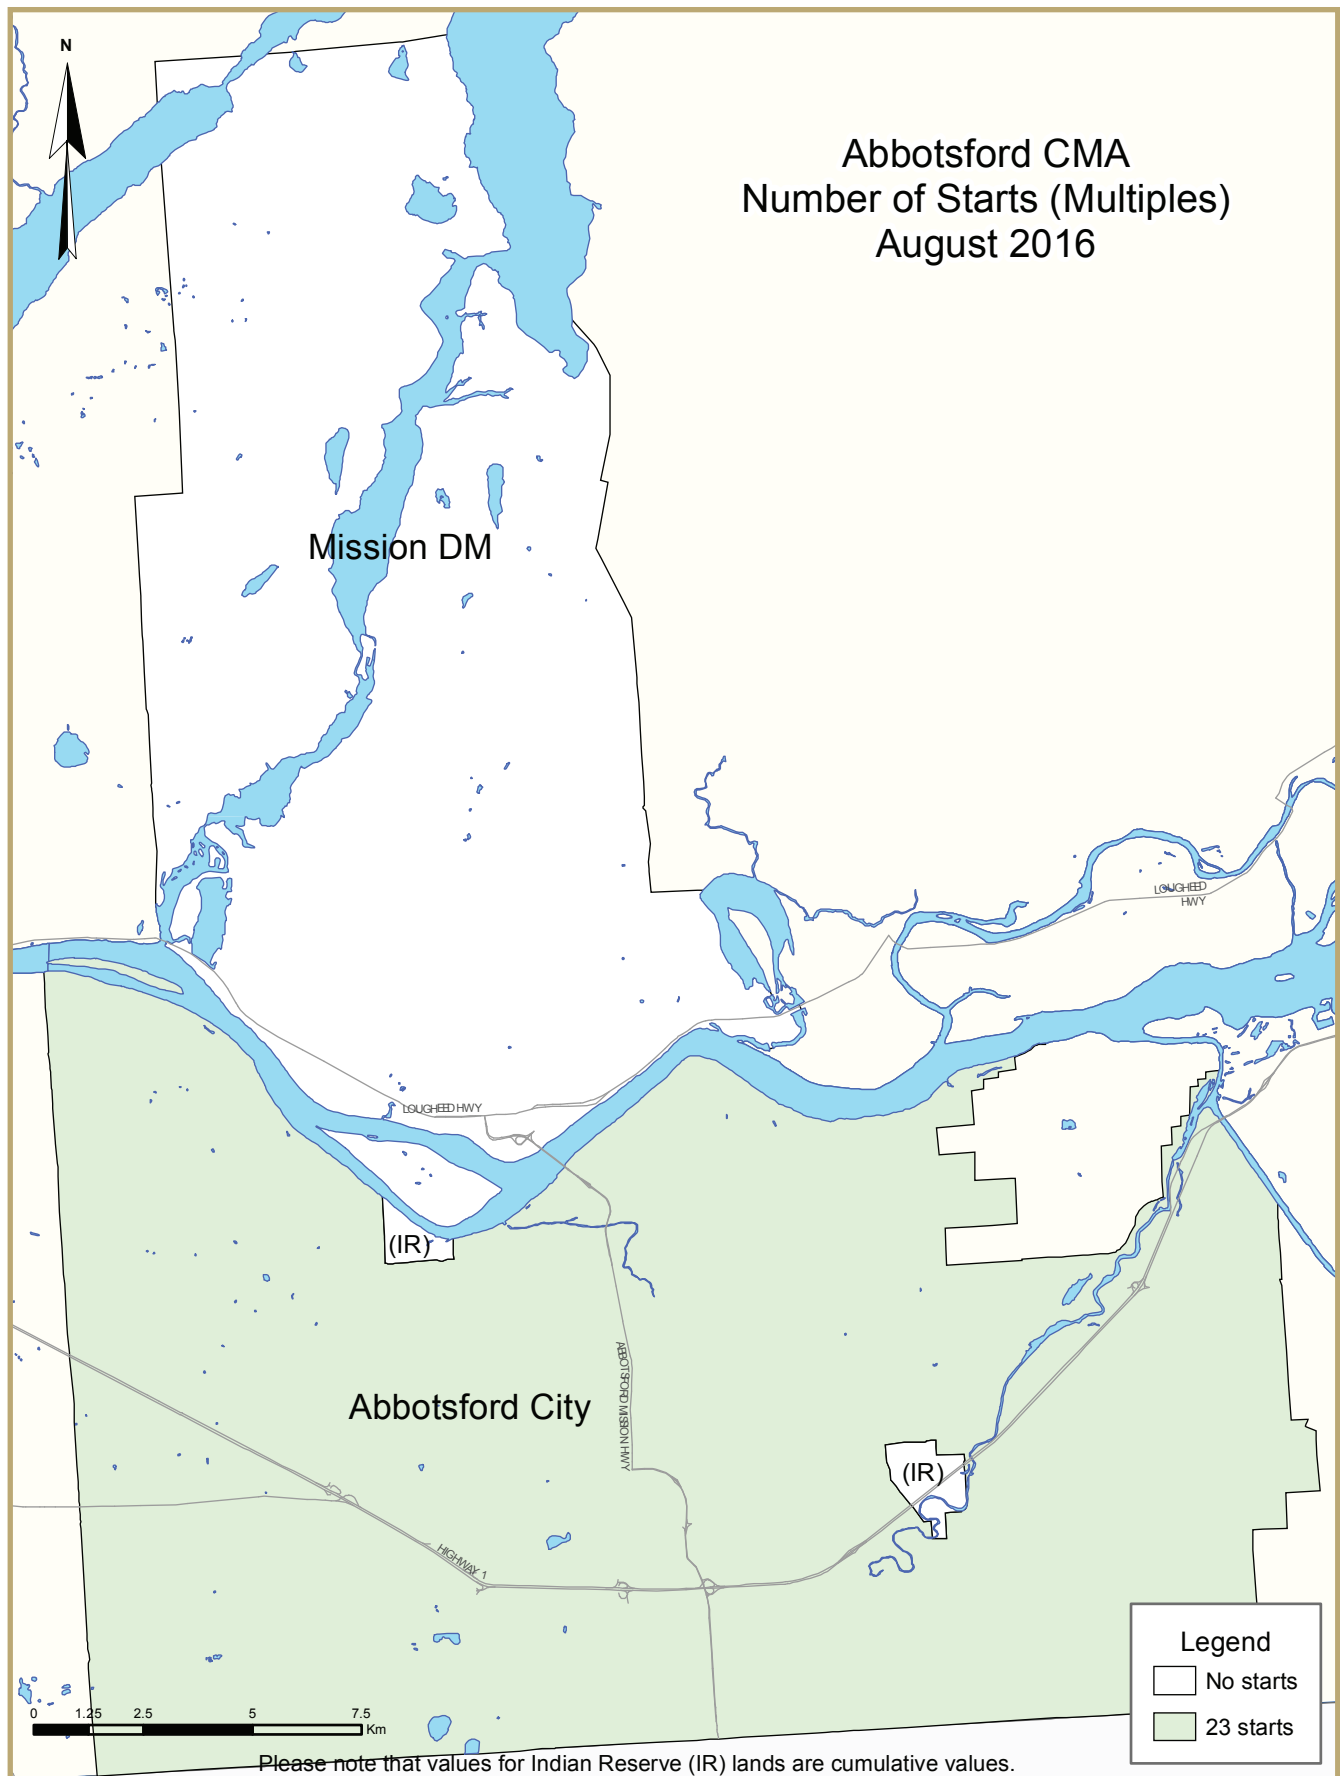 N
Abbotsford CMA
Number of Starts (Multiples)
August 2016
Mission DM
LOUGHEED
HWY
LOUGHEED HWY
(IR)
ABBOTSFORD MISSION HWY
Abbotsford City
(IR)
HIGHWAY 1
Legend
No starts
23 starts
0 1.25 2.5 5 7.5
Km
Please note that values for Indian Reserve (IR) lands are cumulative values.